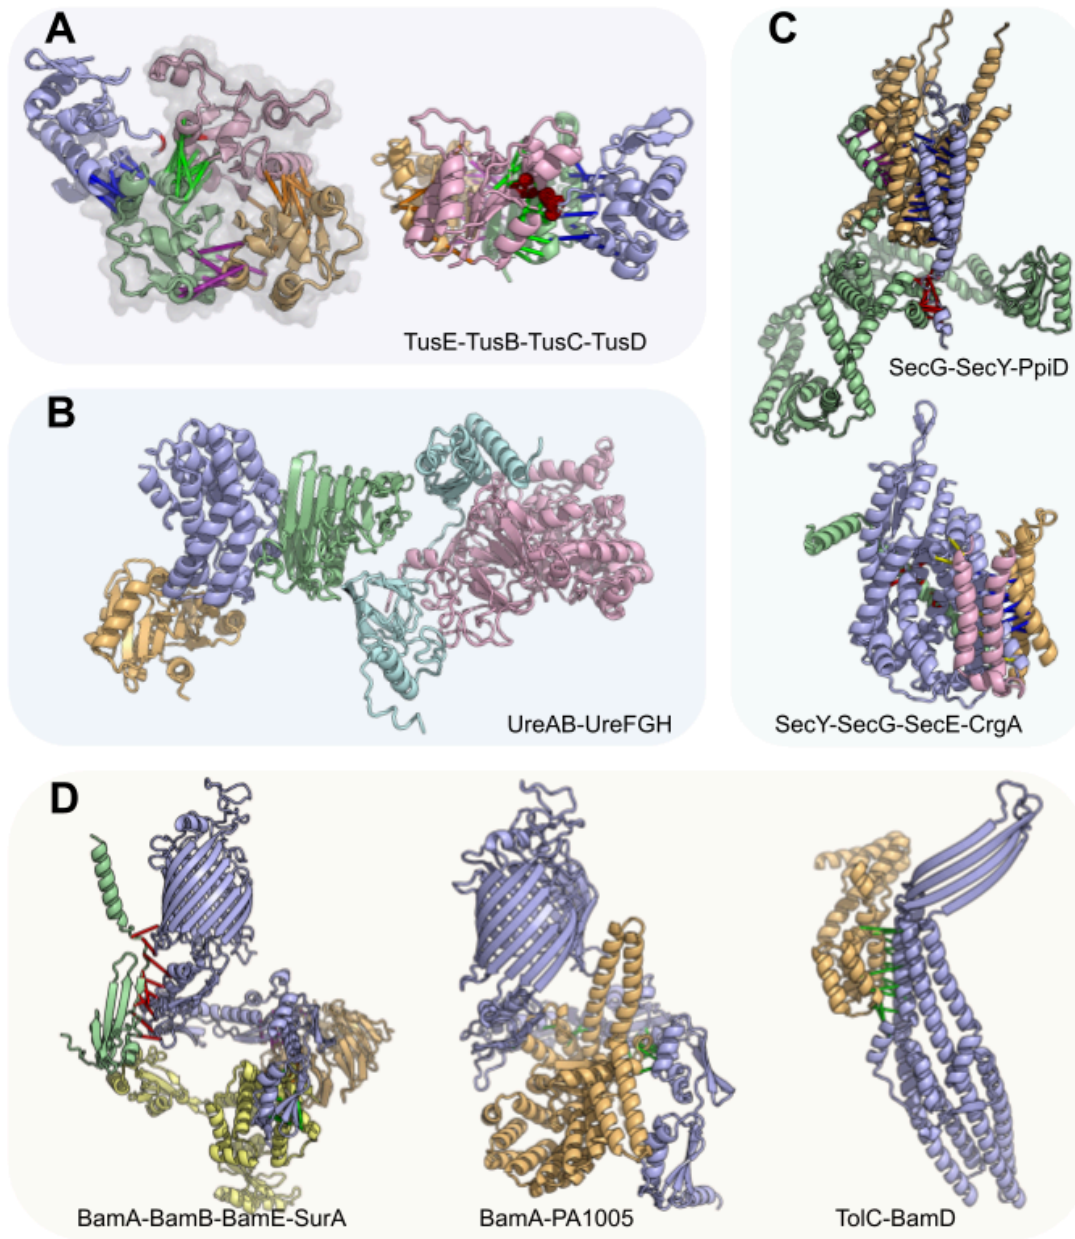 A
TusE-TusB-TusC-TusD
B
UreAB-UreFGH
C
SecG-SecY-PpiD
SecY-SecG-SecE-CrgA
D
BamA-BamB-BamE-SurA
BamA-PA1005
TolC-BamD